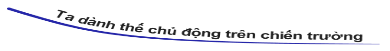 Ta dành thế chủ động trên chiến trường